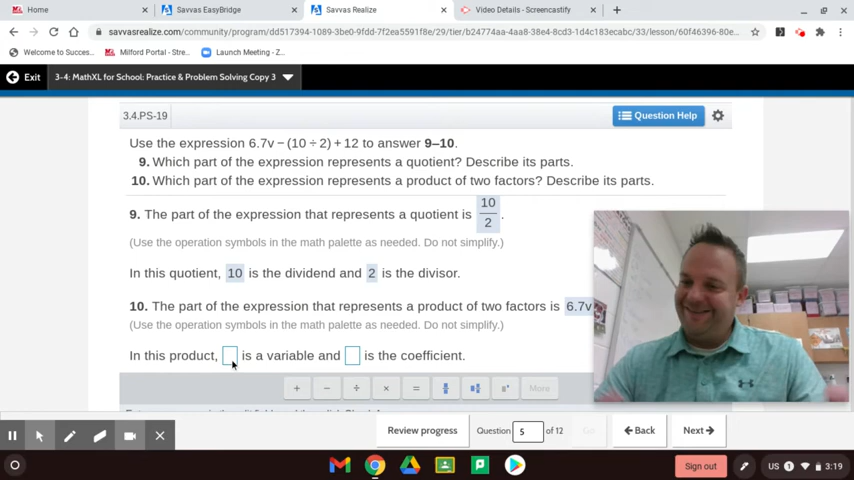 Home
Savvas EasyBridge
Savvas Realize
Video Details - Screencastify
savvasrealize.com/community/program/dd517394-1089-3be0-9fdd-7f2ea5591f8e/29/tier/b24774aa-4aa8-38e4-8cd3-1d4c183ecabc/33/lesson/60f46396-80e...
Welcome to Succes...
Milford Portal - Stre...
Launch Meeting - Z...
Exit
3-4: MathXL for School: Practice & Problem Solving Copy 3
3.4.PS-19
Question Help
Use the expression 6.7v − (10 ÷ 2) + 12 to answer 9–10.
9. Which part of the expression represents a quotient? Describe its parts.
10. Which part of the expression represents a product of two factors? Describe its parts.
9. The part of the expression that represents a quotient is 10/2.
(Use the operation symbols in the math palette as needed. Do not simplify.)
In this quotient, 10 is the dividend and 2 is the divisor.
10. The part of the expression that represents a product of two factors is 6.7v
(Use the operation symbols in the math palette as needed. Do not simplify.)
In this product, is a variable and is the coefficient.
+ − ÷ × = More
Review progress
Question 5 of 12
Go
Back
Next
Sign out
US 1 3:19